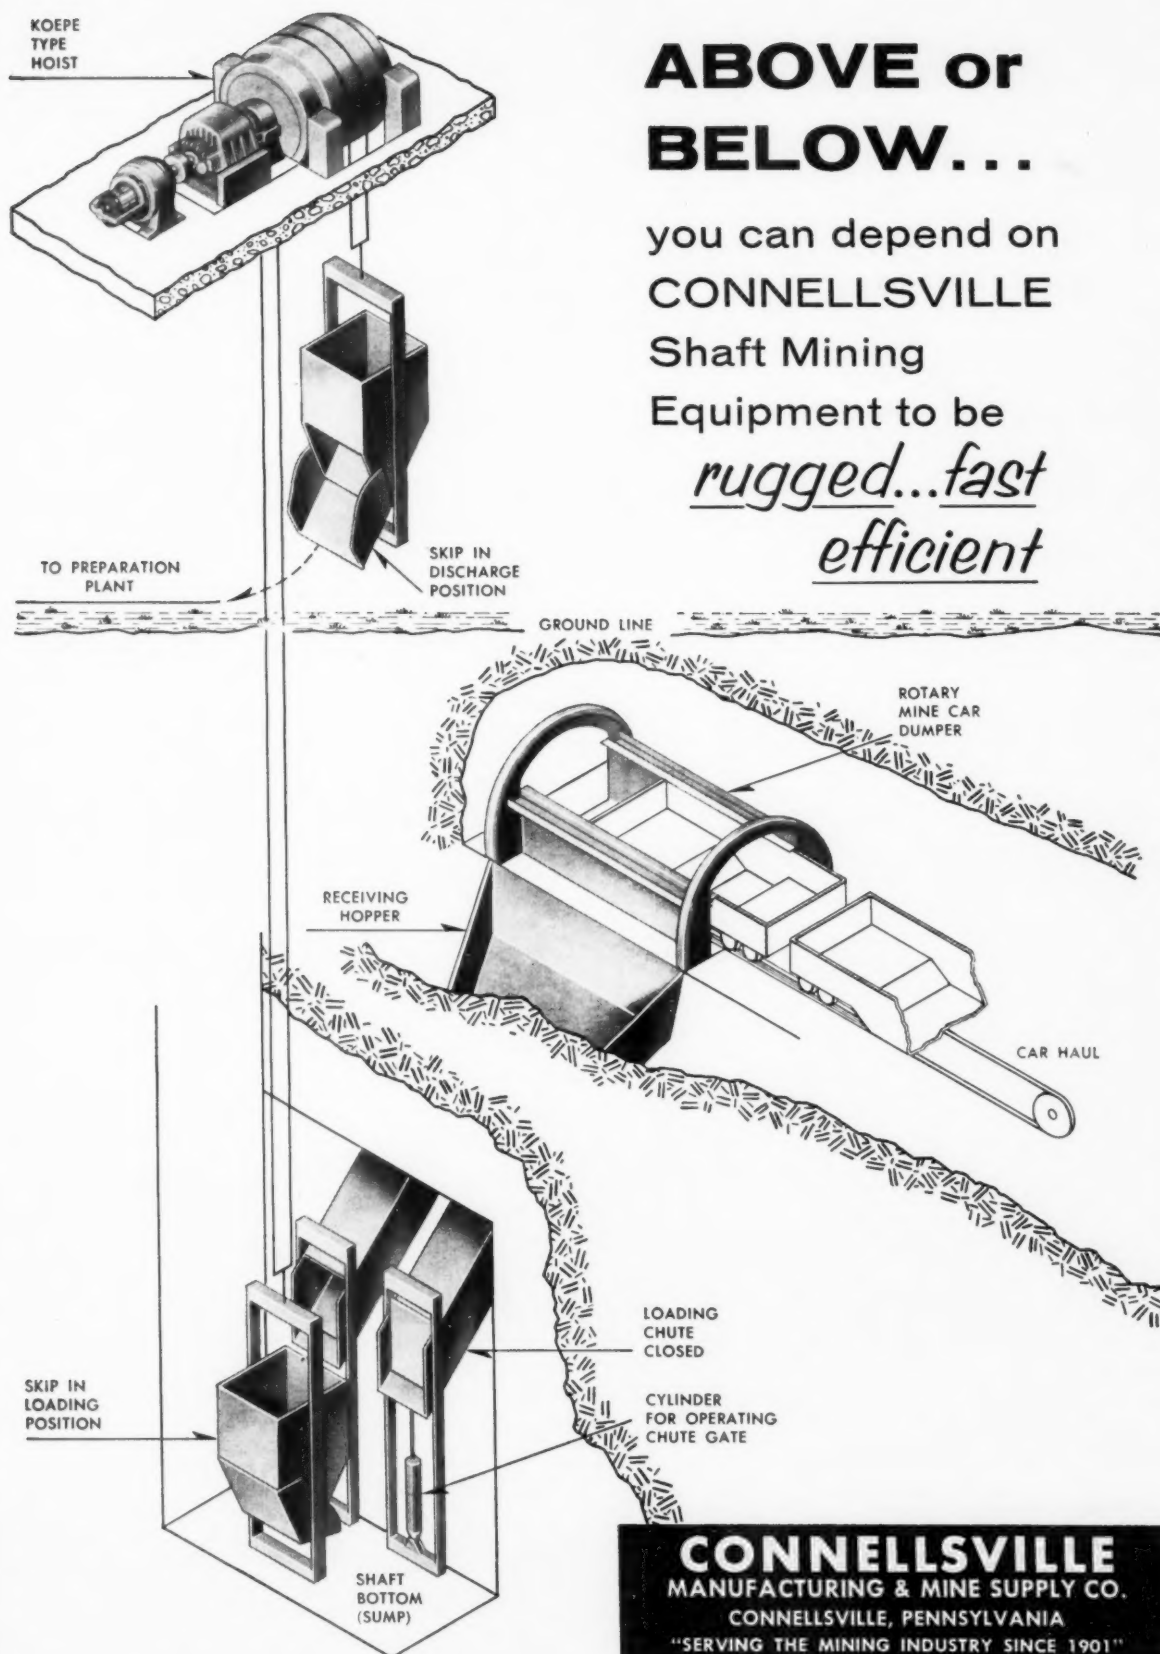 KOEPE
TYPE
HOIST
ABOVE or
BELOW...
you can depend on
CONNELLSVILLE
Shaft Mining
Equipment to be
rugged...fast
efficient
SKIP IN
DISCHARGE
POSITION
TO PREPARATION
PLANT
GROUND LINE
ROTARY
MINE CAR
DUMPER
RECEIVING
HOPPER
CAR HAUL
LOADING
CHUTE
CLOSED
SKIP IN
LOADING
POSITION
CYLINDER
FOR OPERATING
CHUTE GATE
SHAFT
BOTTOM
(SUMP)
CONNELLSVILLE
MANUFACTURING & MINE SUPPLY CO.
CONNELLSVILLE, PENNSYLVANIA
"SERVING THE MINING INDUSTRY SINCE 1901"